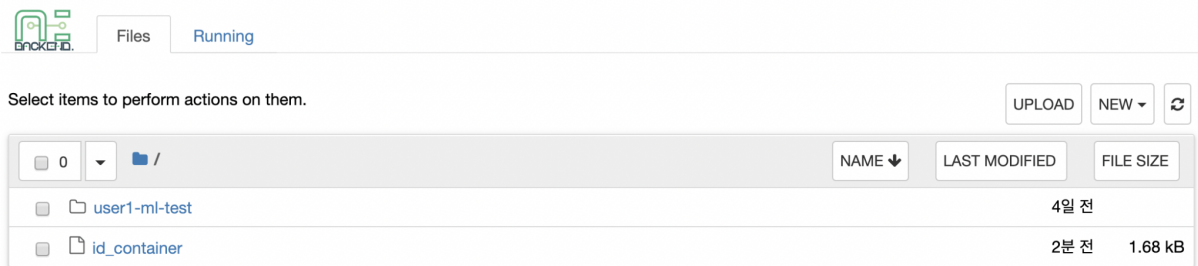 BACKEND.AI
Files
Running
Select items to perform actions on them.
UPLOAD
NEW
0
/
NAME
LAST MODIFIED
FILE SIZE
user1-ml-test
4일 전
id_container
2분 전
1.68 kB